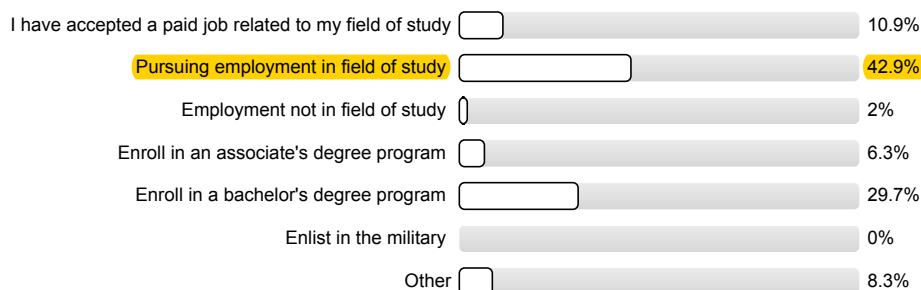 I have accepted a paid job related to my field of study 10.9%
Pursuing employment in field of study 42.9%
Employment not in field of study 2%
Enroll in an associate's degree program 6.3%
Enroll in a bachelor's degree program 29.7%
Enlist in the military 0%
Other 8.3%